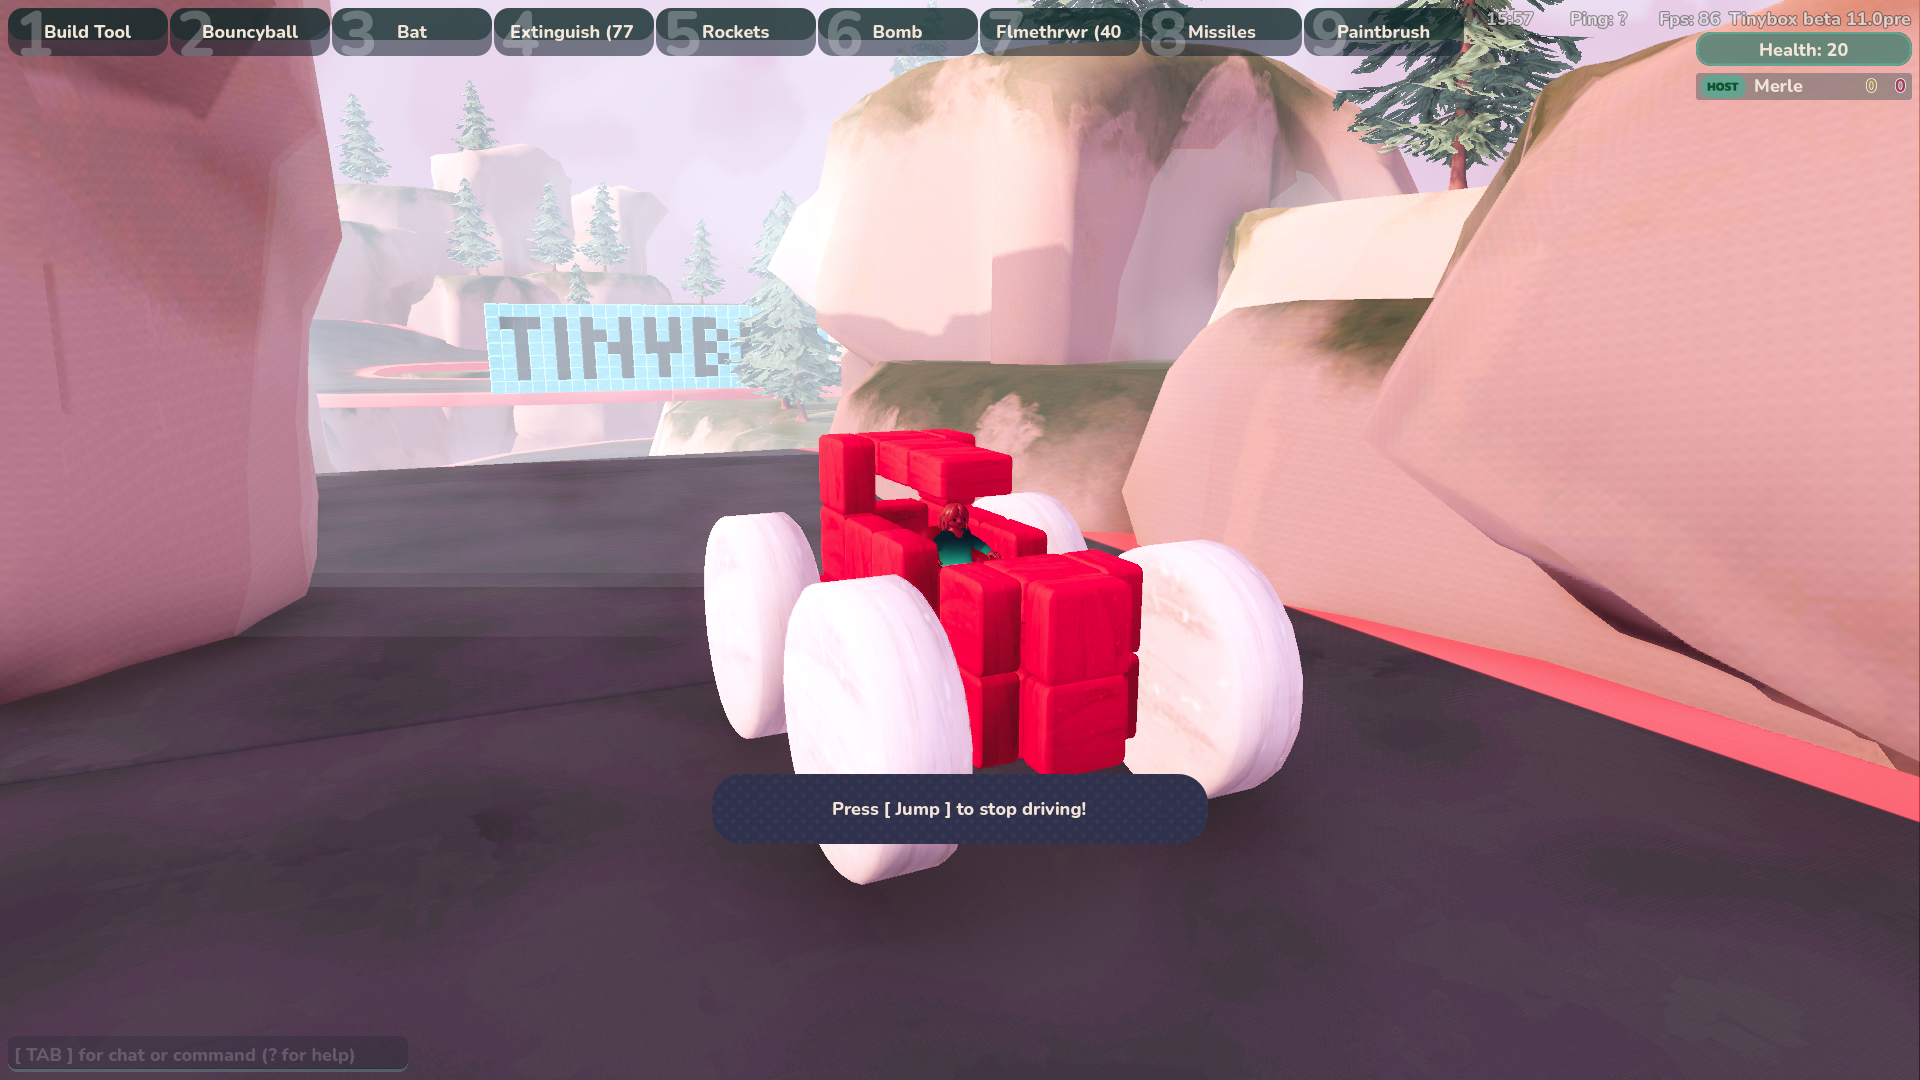 1 Build Tool
2 Bouncyball
3 Bat
4 Extinguish (77
5 Rockets
6 Bomb
7 Flmethrwr (40
8 Missiles
9 Paintbrush
15:57 Ping: ? Fps: 86 Tinybox beta 11.0pre
Health: 20
HOST Merle 0 0
TINYB
Press [ Jump ] to stop driving!
[ TAB ] for chat or command (? for help)